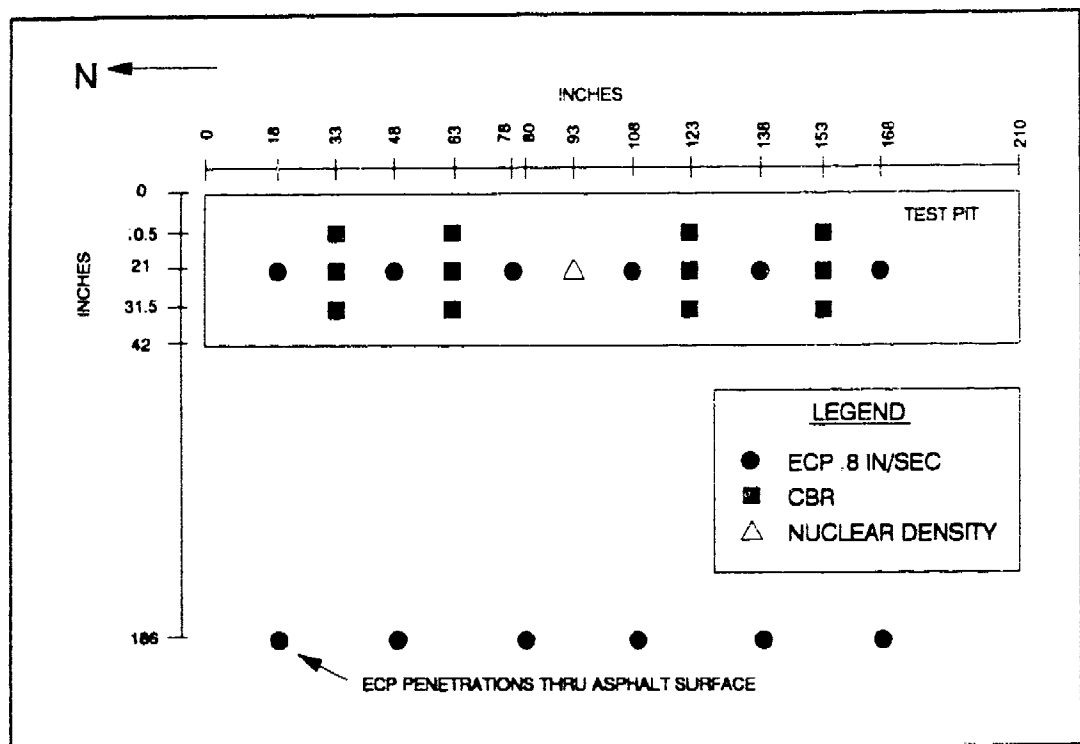 N
INCHES
0 18 33 48 63 78 80 93 108 123 138 153 168 210
INCHES
0
:0.5
21
31.5
42
186
TEST PIT
LEGEND
ECP .8 IN/SEC
CBR
NUCLEAR DENSITY
ECP PENETRATIONS THRU ASPHALT SURFACE